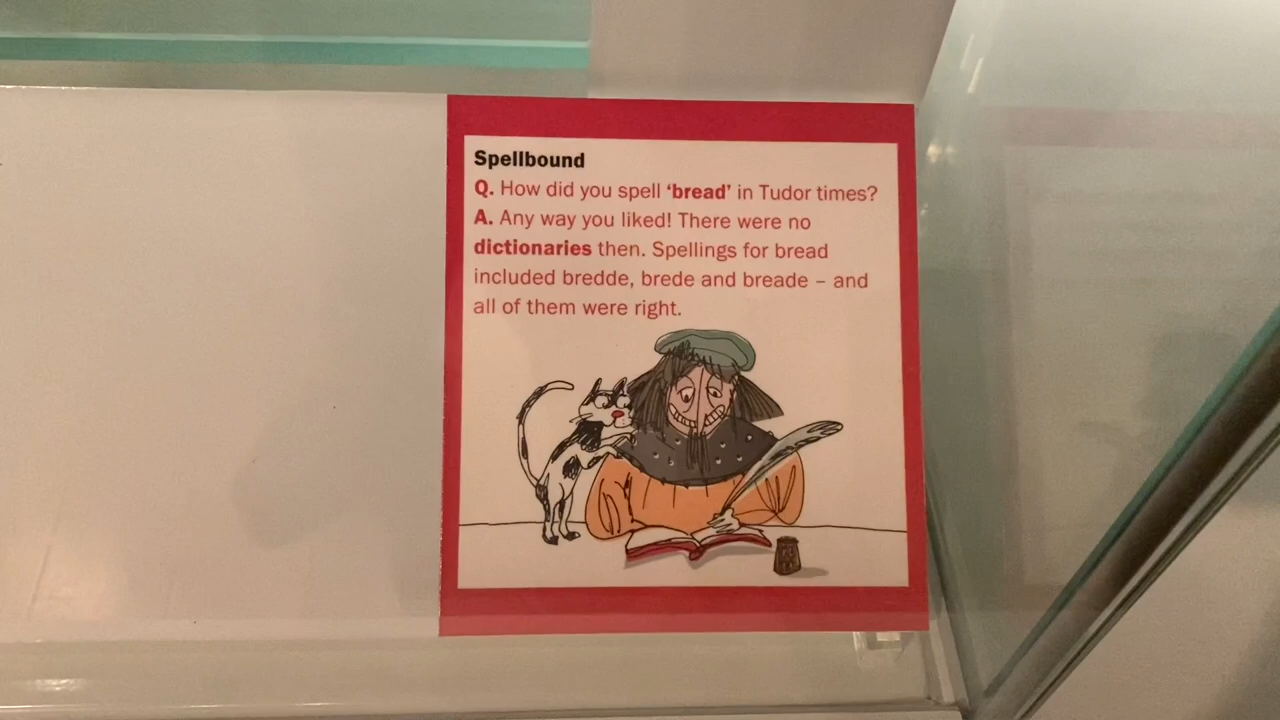 Spellbound
Q. How did you spell ‘bread’ in Tudor times?
A. Any way you liked! There were no
dictionaries then. Spellings for bread
included bredde, brede and breade – and
all of them were right.